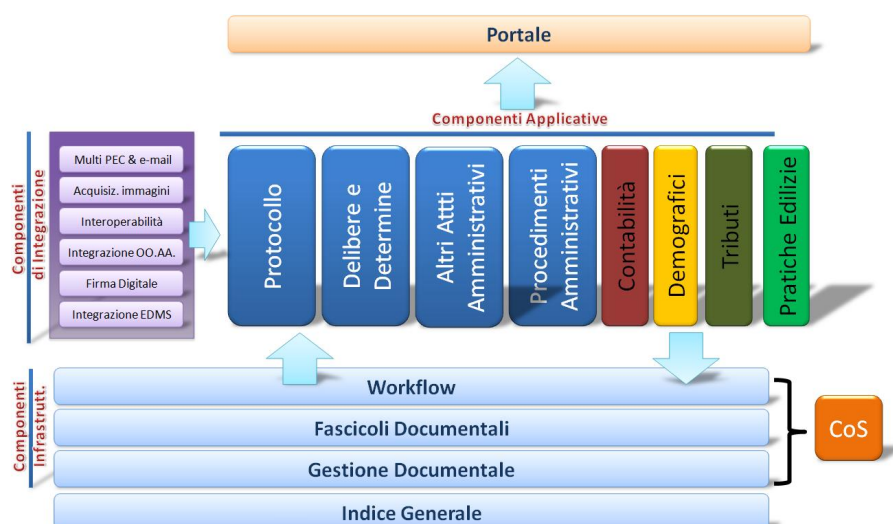 Portale
Componenti Applicative
Componenti
di Integrazione
Multi PEC & e-mail
Acquisiz. immagini
Interoperabilità
Integrazione OO.AA.
Firma Digitale
Integrazione EDMS
Protocollo
Delibere e
Determine
Altri Attti
Amministrativi
Procedimenti
Amministrativi
Contabilità
Demografici
Tributi
Pratiche Edilizie
Componenti
Infrastrutt.
Workflow
Fascicoli Documentali
Gestione Documentale
Indice Generale
CoS